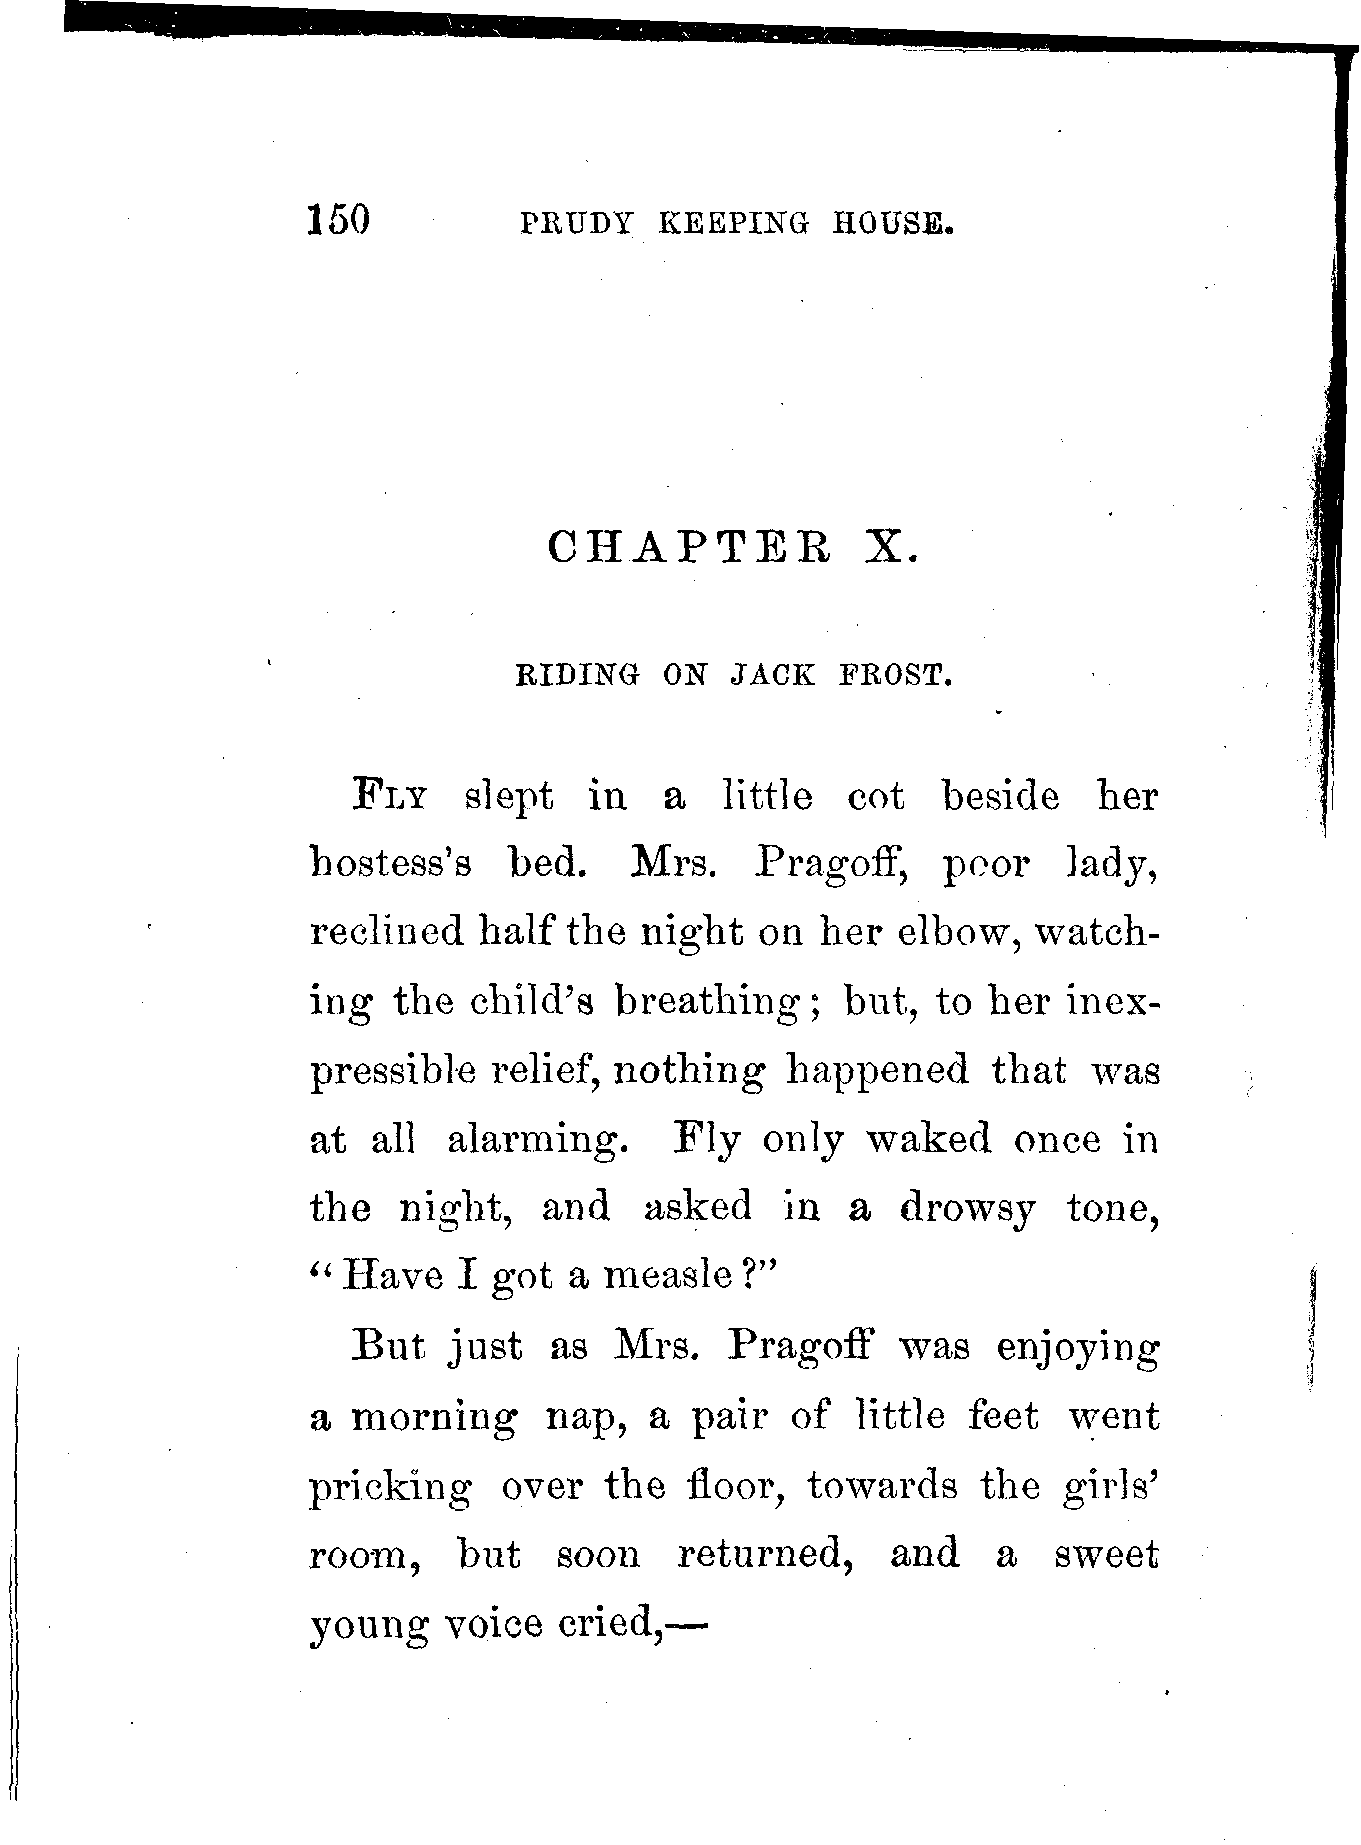 150 PRUDY KEEPING HOUSE.
CHAPTER X.
RIDING ON JACK FROST.
FLY slept in a little cot beside her
hostess's bed. Mrs. Pragoff, poor lady,
reclined half the night on her elbow, watch-
ing the child's breathing; but, to her inex-
pressible relief, nothing happened that was
at all alarming. Fly only waked once in
the night, and asked in a drowsy tone,
"Have I got a measle?"
But just as Mrs. Pragoff was enjoying
a morning nap, a pair of little feet went
pricking over the floor, towards the girls'
room, but soon returned, and a sweet
young voice cried,—